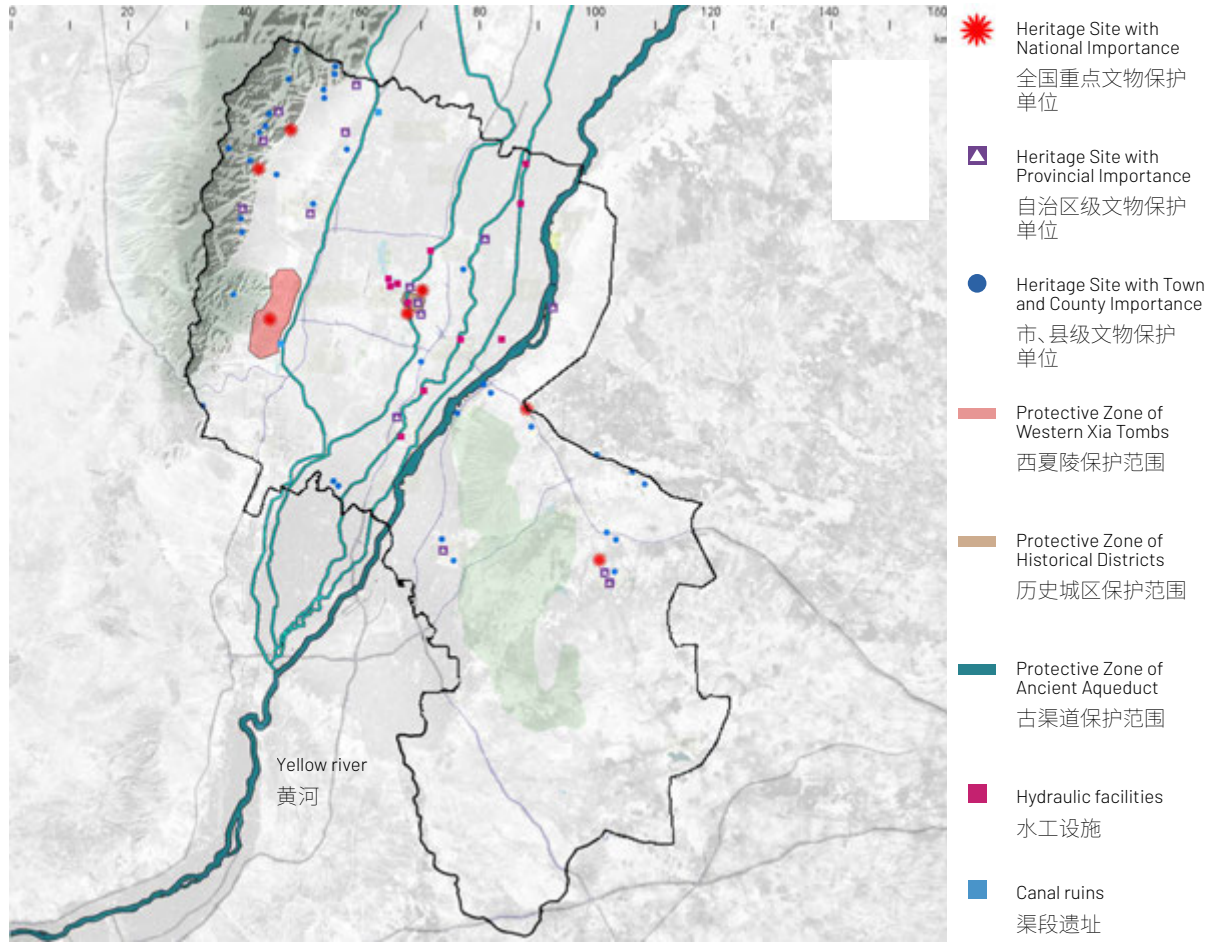 0
20
40
60
80
100
120
140
160
km
Heritage Site with
National Importance
全国重点文物保护
单位
Heritage Site with
Provincial Importance
自治区级文物保护
单位
Heritage Site with Town
and County Importance
市、县级文物保护
单位
Protective Zone of
Western Xia Tombs
西夏陵保护范围
Protective Zone of
Historical Districts
历史城区保护范围
Protective Zone of
Ancient Aqueduct
古渠道保护范围
Yellow river
黄河
Hydraulic facilities
水工设施
Canal ruins
渠段遗址